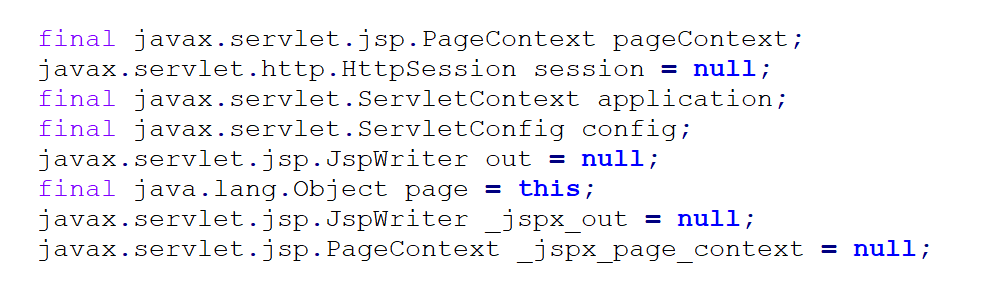 final javax.servlet.jsp.PageContext pageContext;
javax.servlet.http.HttpSession session = null;
final javax.servlet.ServletContext application;
final javax.servlet.ServletConfig config;
javax.servlet.jsp.JspWriter out = null;
final java.lang.Object page = this;
javax.servlet.jsp.JspWriter _jspx_out = null;
javax.servlet.jsp.PageContext _jspx_page_context = null;